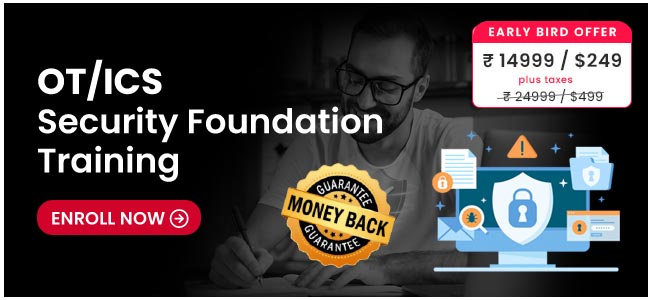 EARLY BIRD OFFER
₹ 14999 / $249
plus taxes
₹ 24999 / $499
OT/ICS
Security Foundation
Training
ENROLL NOW
GUARANTEE
MONEY BACK
GUARANTEE